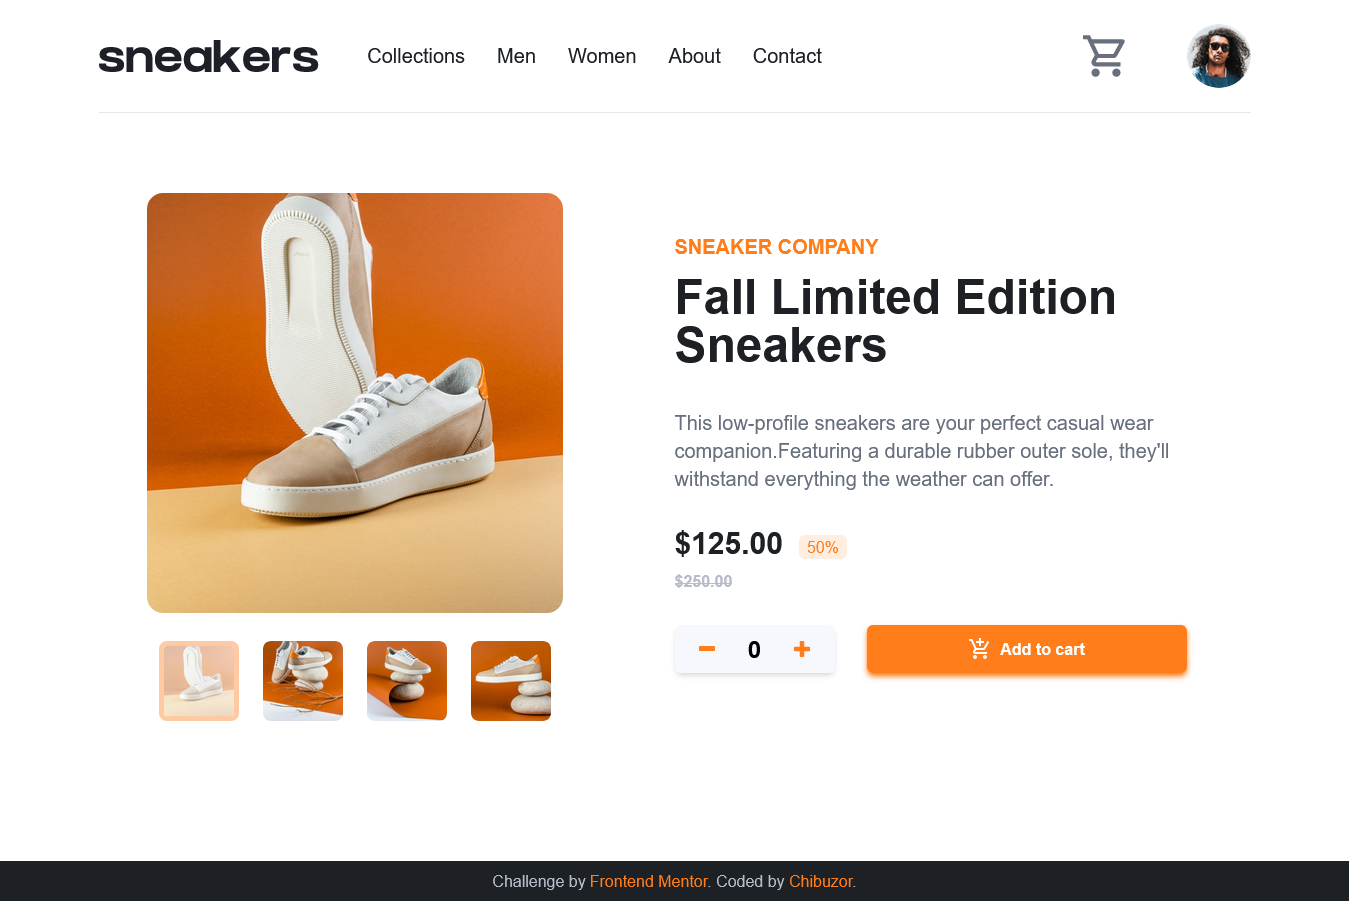 sneakers Collections Men Women About Contact
SNEAKER COMPANY
Fall Limited Edition
Sneakers
This low-profile sneakers are your perfect casual wear
companion.Featuring a durable rubber outer sole, they'll
withstand everything the weather can offer.
$125.00 50%
$250.00
0 Add to cart
Challenge by Frontend Mentor. Coded by Chibuzor.